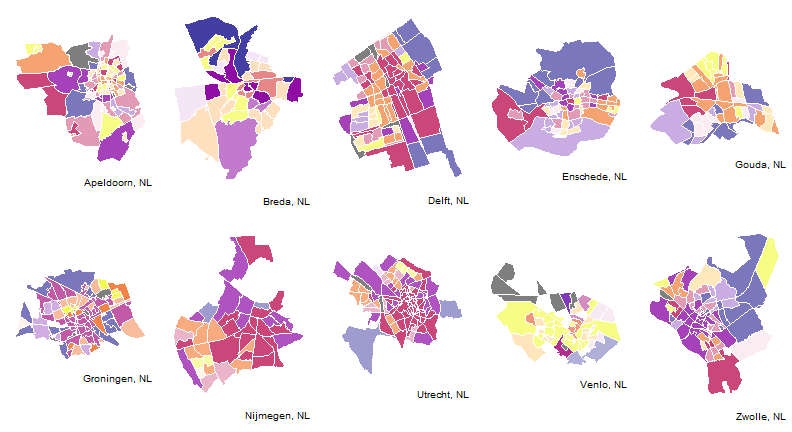 Apeldoorn, NL
Breda, NL
Delft, NL
Enschede, NL
Gouda, NL
Groningen, NL
Nijmegen, NL
Utrecht, NL
Venlo, NL
Zwolle, NL